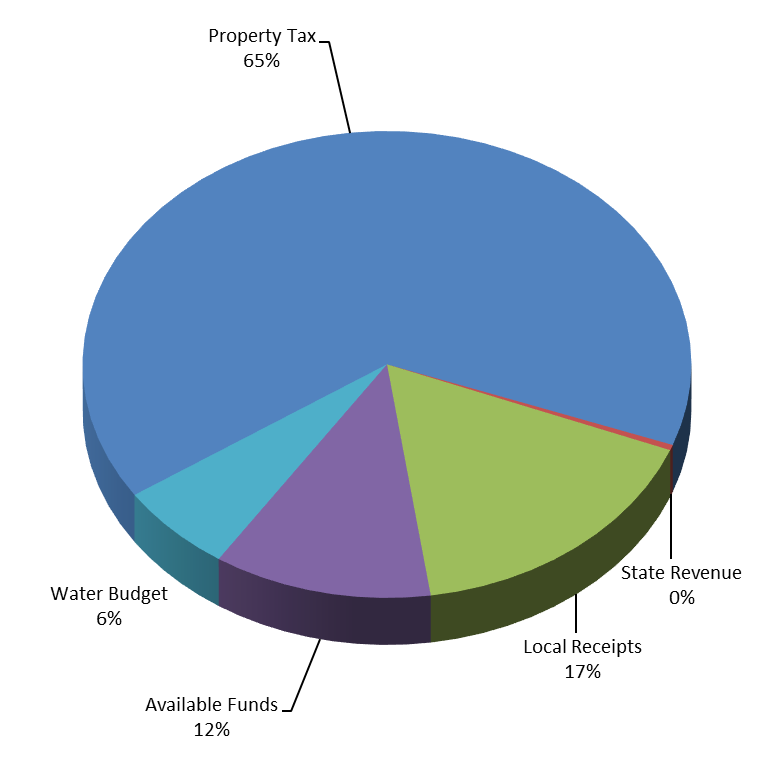 Property Tax
65%
State Revenue
0%
Water Budget
6%
Local Receipts
17%
Available Funds
12%